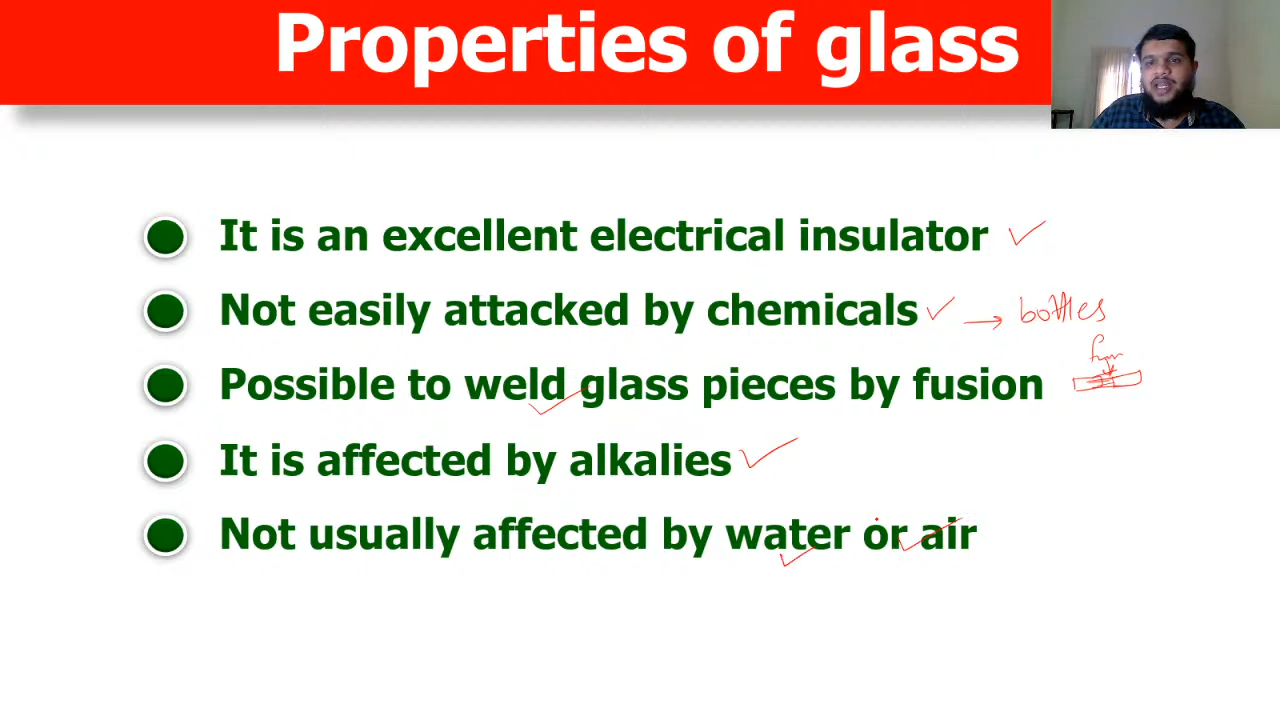 Properties of glass
It is an excellent electrical insulator
Not easily attacked by chemicals → bottles
Possible to weld glass pieces by fusion
It is affected by alkalies
Not usually affected by water or air